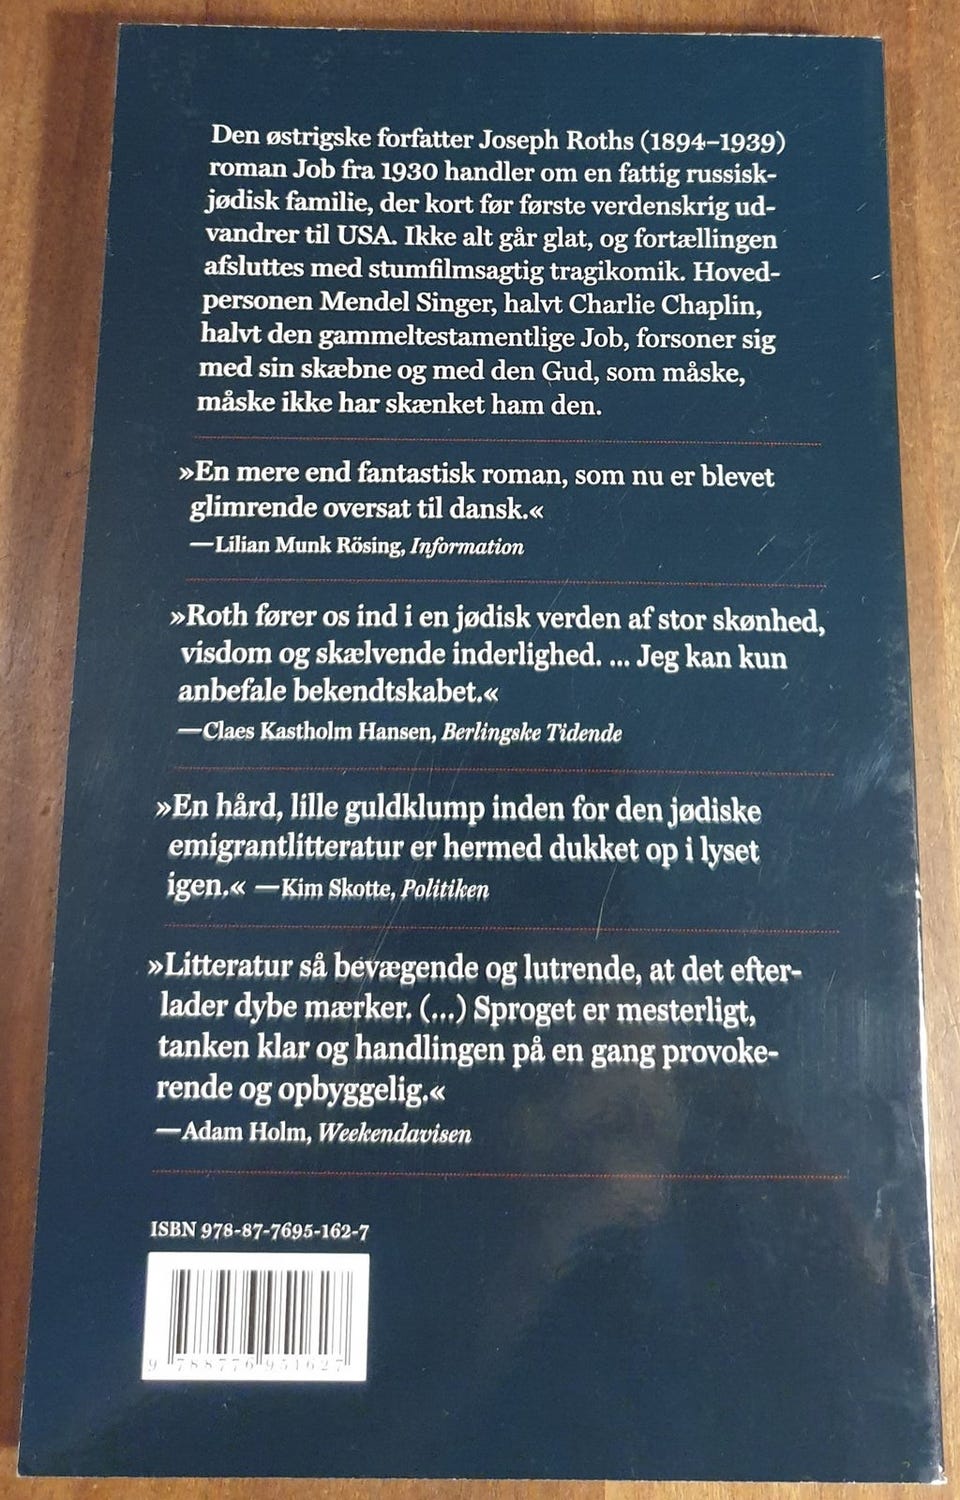 Den østrigske forfatter Joseph Roths (1894–1939)
roman Job fra 1930 handler om en fattig russisk-
jødisk familie, der kort før første verdenskrig ud-
vandrer til USA. Ikke alt går glat, og fortællingen
afsluttes med stumfilmsagtig tragikomik. Hoved-
personen Mendel Singer, halvt Charlie Chaplin,
halvt den gammeltestamentlige Job, forsoner sig
med sin skæbne og med den Gud, som måske,
måske ikke har skænket ham den.
»En mere end fantastisk roman, som nu er blevet
glimrende oversat til dansk.«
—Lilian Munk Rösing, Information
»Roth fører os ind i en jødisk verden af stor skønhed,
visdom og skælvende inderlighed. ... Jeg kan kun
anbefale bekendtskabet.«
—Claes Kastholm Hansen, Berlingske Tidende
»En hård, lille guldklump inden for den jødiske
emigrantlitteratur er hermed dukket op i lyset
igen.« —Kim Skotte, Politiken
»Litteratur så bevægende og lutrende, at det efter-
lader dybe mærker. (...) Sproget er mesterligt,
tanken klar og handlingen på en gang provoke-
rende og opbyggelig.«
—Adam Holm, Weekendavisen
ISBN 978-87-7695-162-7
9 788776 951627